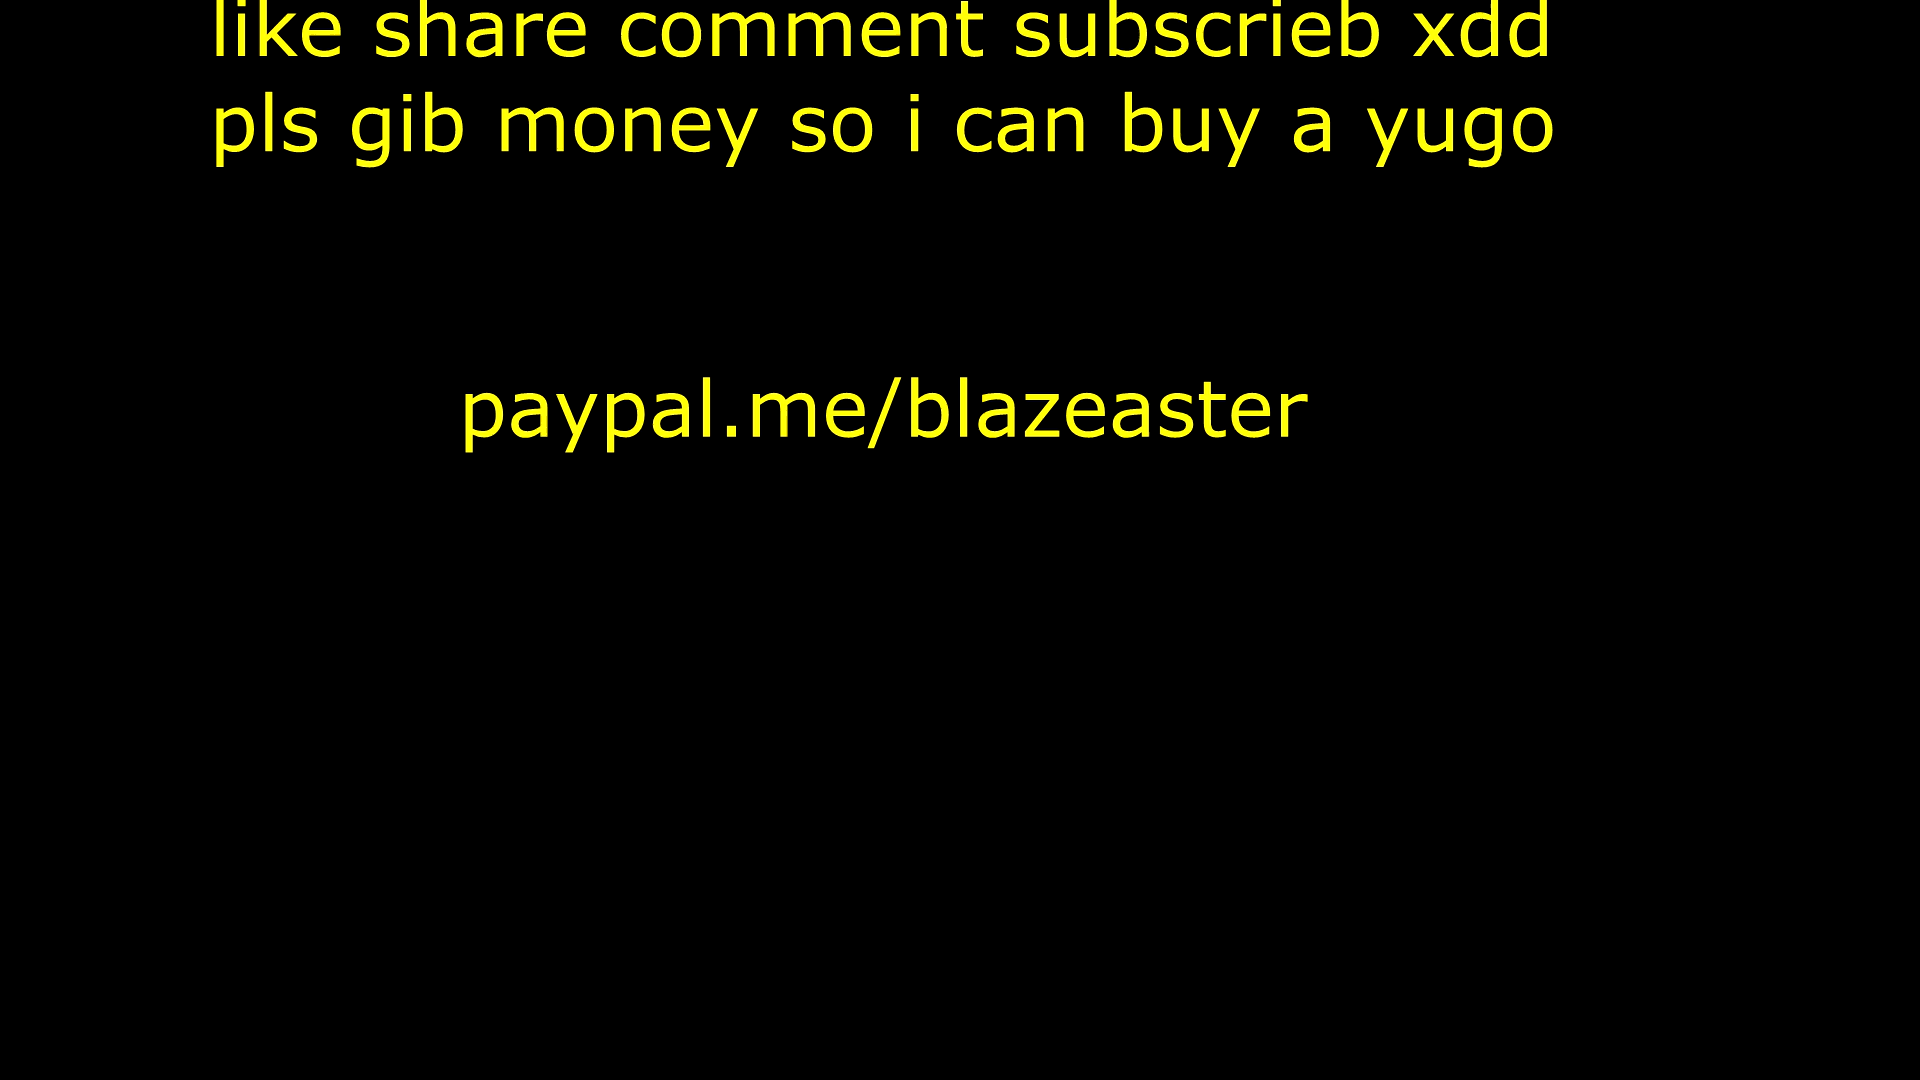 like share comment subscrieb xdd
pls gib money so i can buy a yugo
paypal.me/blazeaster